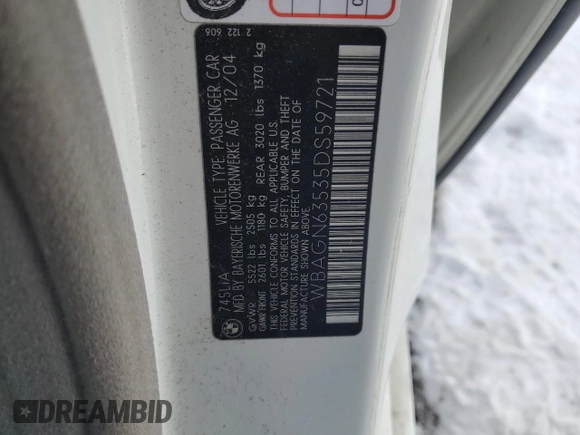 2 122 606
745LI/A VEHICLE TYPE: PASSENGER CAR
MFD BY BAYERISCHE MOTORENWERKE AG 12/04
GVWR 5522 lbs 2505 kg
GAWR FRONT 2601 lbs 1180 kg REAR 3020 lbs 1370 kg
THIS VEHICLE CONFORMS TO ALL APPLICABLE U.S.
FEDERAL MOTOR VEHICLE SAFETY, BUMPER AND THEFT
PREVENTION STANDARDS IN EFFECT ON THE DATE OF
MANUFACTURE SHOWN ABOVE.
WBAGN63535DS59721
DREAMBID